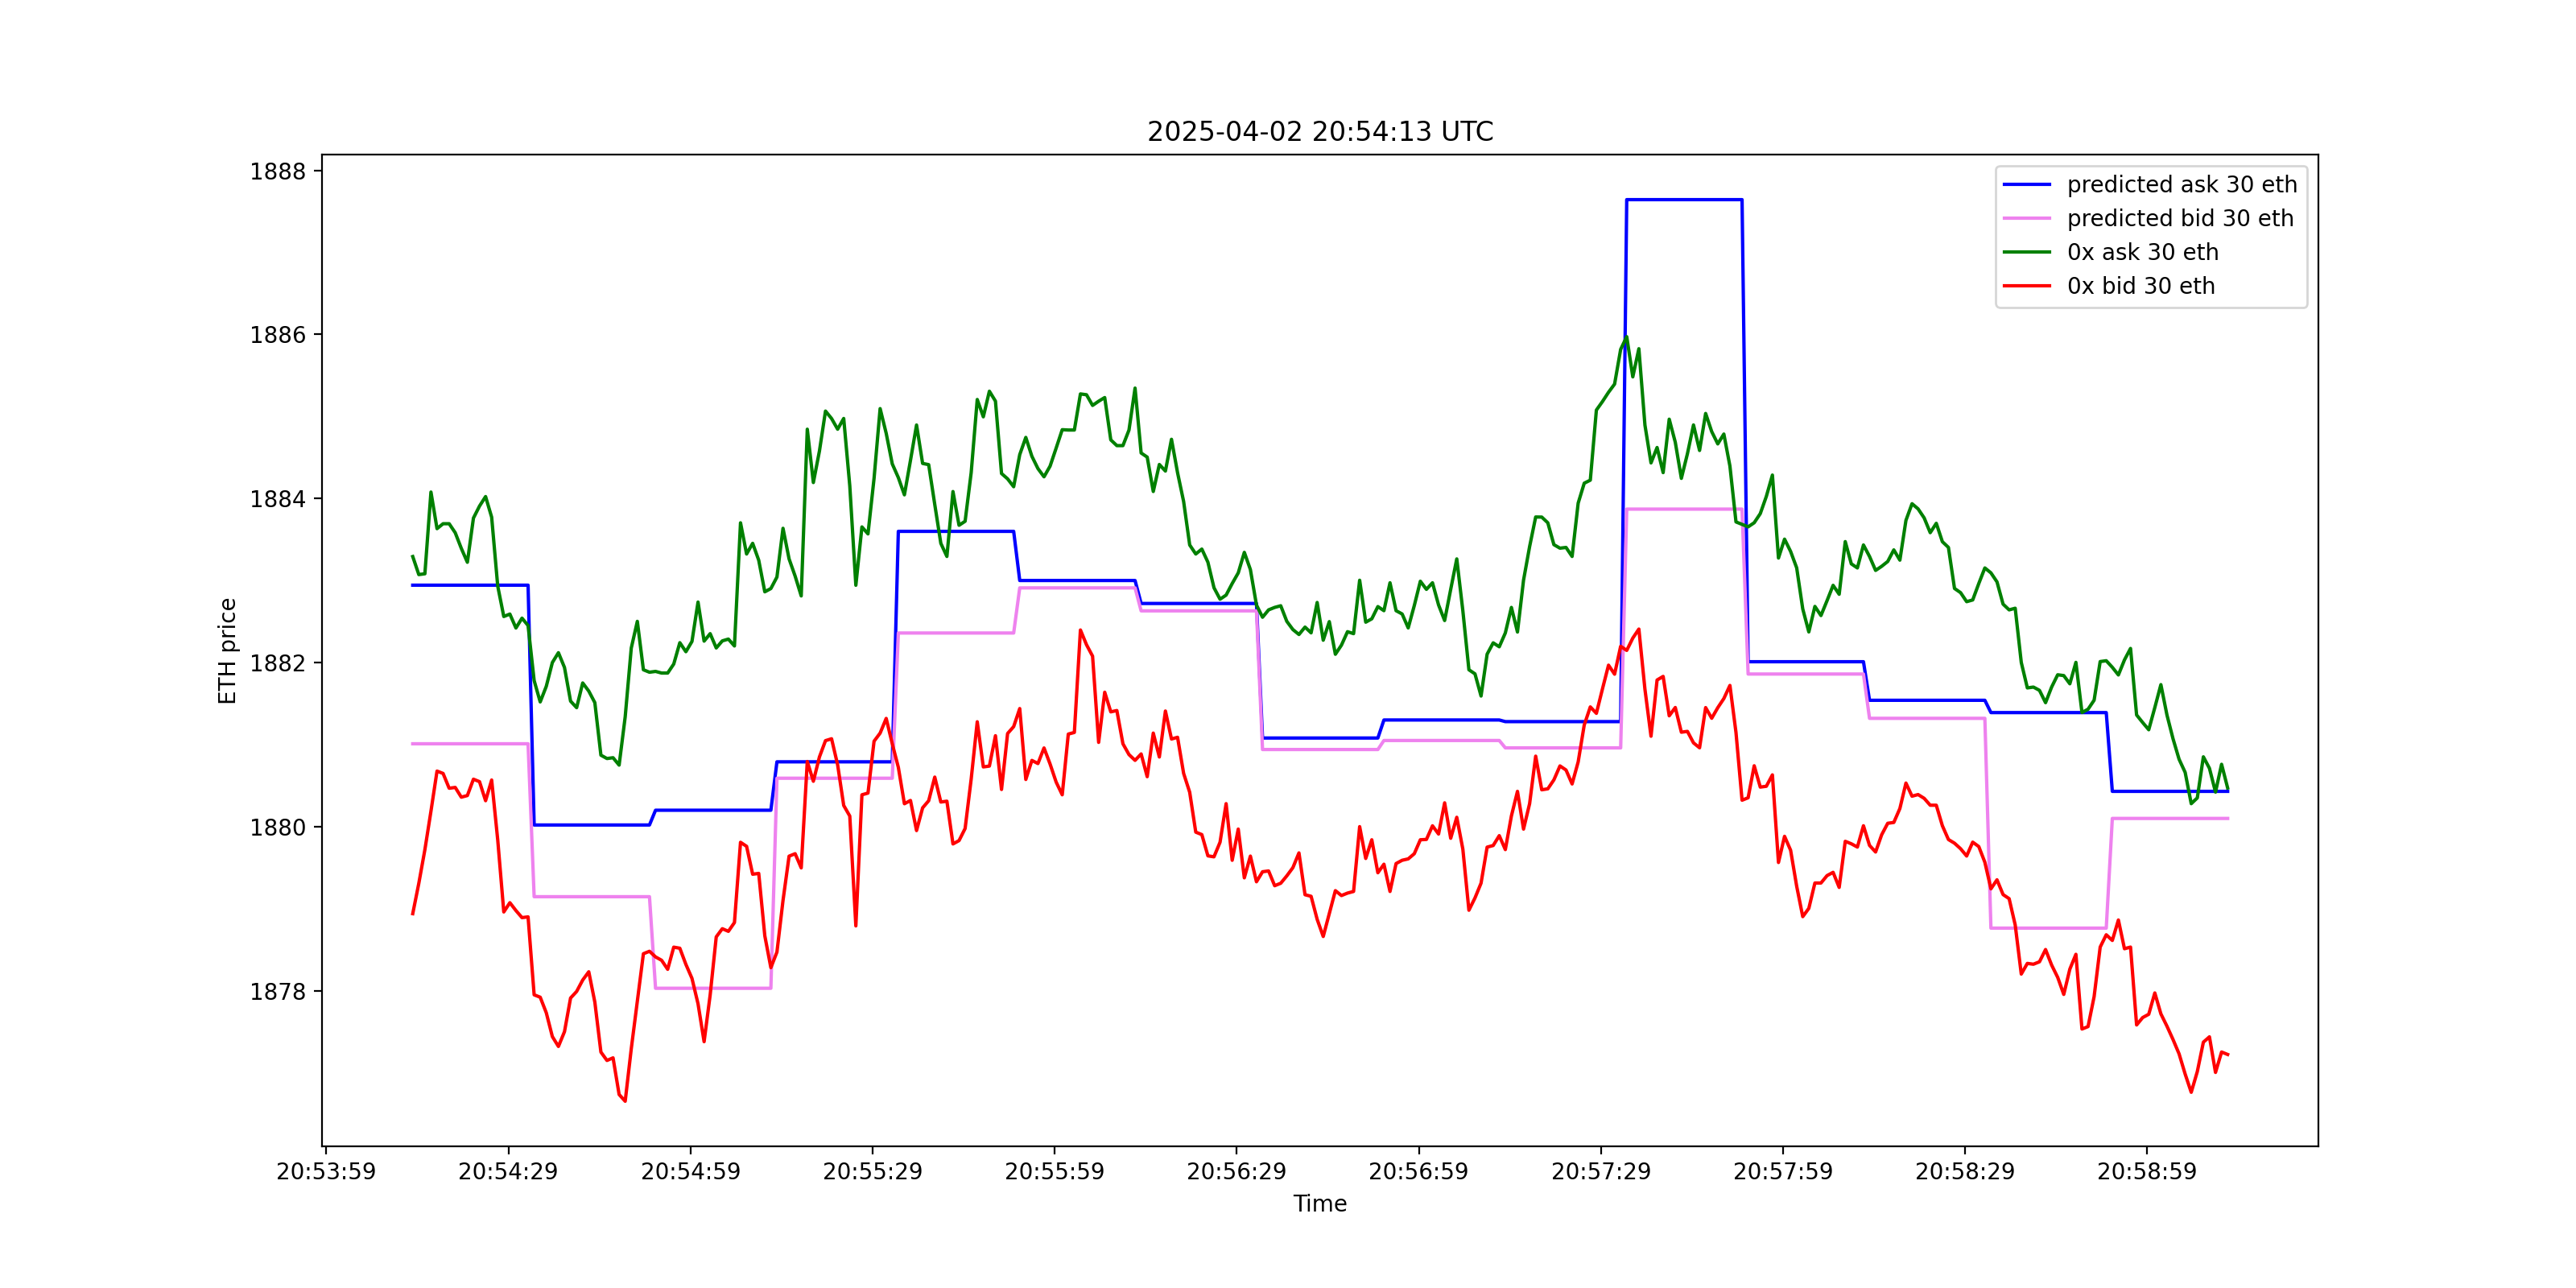 2025-04-02 20:54:13 UTC
predicted ask 30 eth
predicted bid 30 eth
0x ask 30 eth
0x bid 30 eth
1888
1886
1884
1882
1880
1878
ETH price
20:53:59 20:54:29 20:54:59 20:55:29 20:55:59 20:56:29 20:56:59 20:57:29 20:57:59 20:58:29 20:58:59
Time